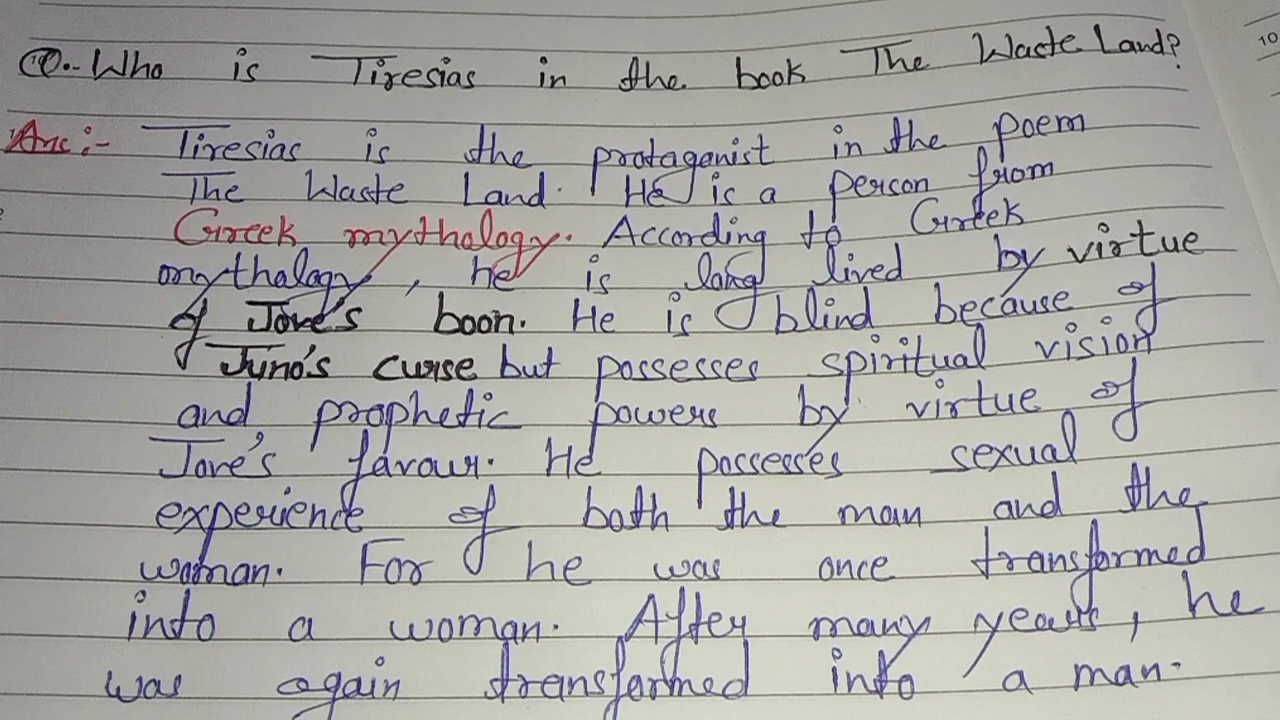 Q.. Who is Tiresias in the book The Waste Land?
10
Ans:- Tiresias is the protagonist in the poem
The Waste Land. He is a person from
Greek mythology. According to Greek
mythology, he is long lived by virtue
of Jove's boon. He is blind because of
Juno's curse but possesses spiritual vision
and prophetic powers by virtue of
Jove's favour. He possesses sexual
experience of both the man and the
woman. For he was once transformed
into a woman. After many years, he
was again transformed into a man.